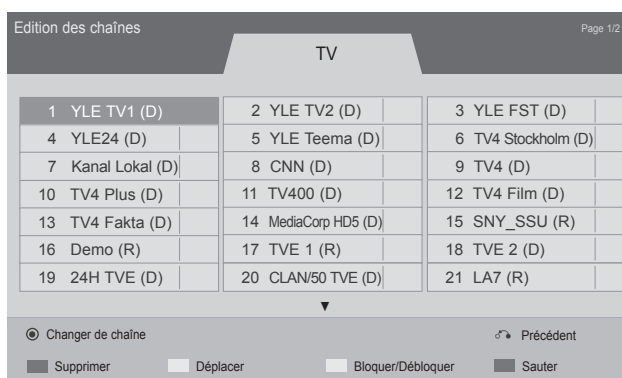 Edition des chaînes
Page 1/2
TV
1 YLE TV1 (D) 2 YLE TV2 (D) 3 YLE FST (D)
4 YLE24 (D) 5 YLE Teema (D) 6 TV4 Stockholm (D)
7 Kanal Lokal (D) 8 CNN (D) 9 TV4 (D)
10 TV4 Plus (D) 11 TV400 (D) 12 TV4 Film (D)
13 TV4 Fakta (D) 14 MediaCorp HD5 (D) 15 SNY_SSU (R)
16 Demo (R) 17 TVE 1 (R) 18 TVE 2 (D)
19 24H TVE (D) 20 CLAN/50 TVE (D) 21 LA7 (R)
Changer de chaîne Précédent
Supprimer Déplacer Bloquer/Débloquer Sauter